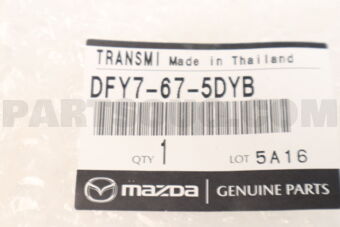 TRANSMI Made in Thailand
DFY7-67-5DYB
QTY 1 LOT 5A16
mazda GENUINE PARTS